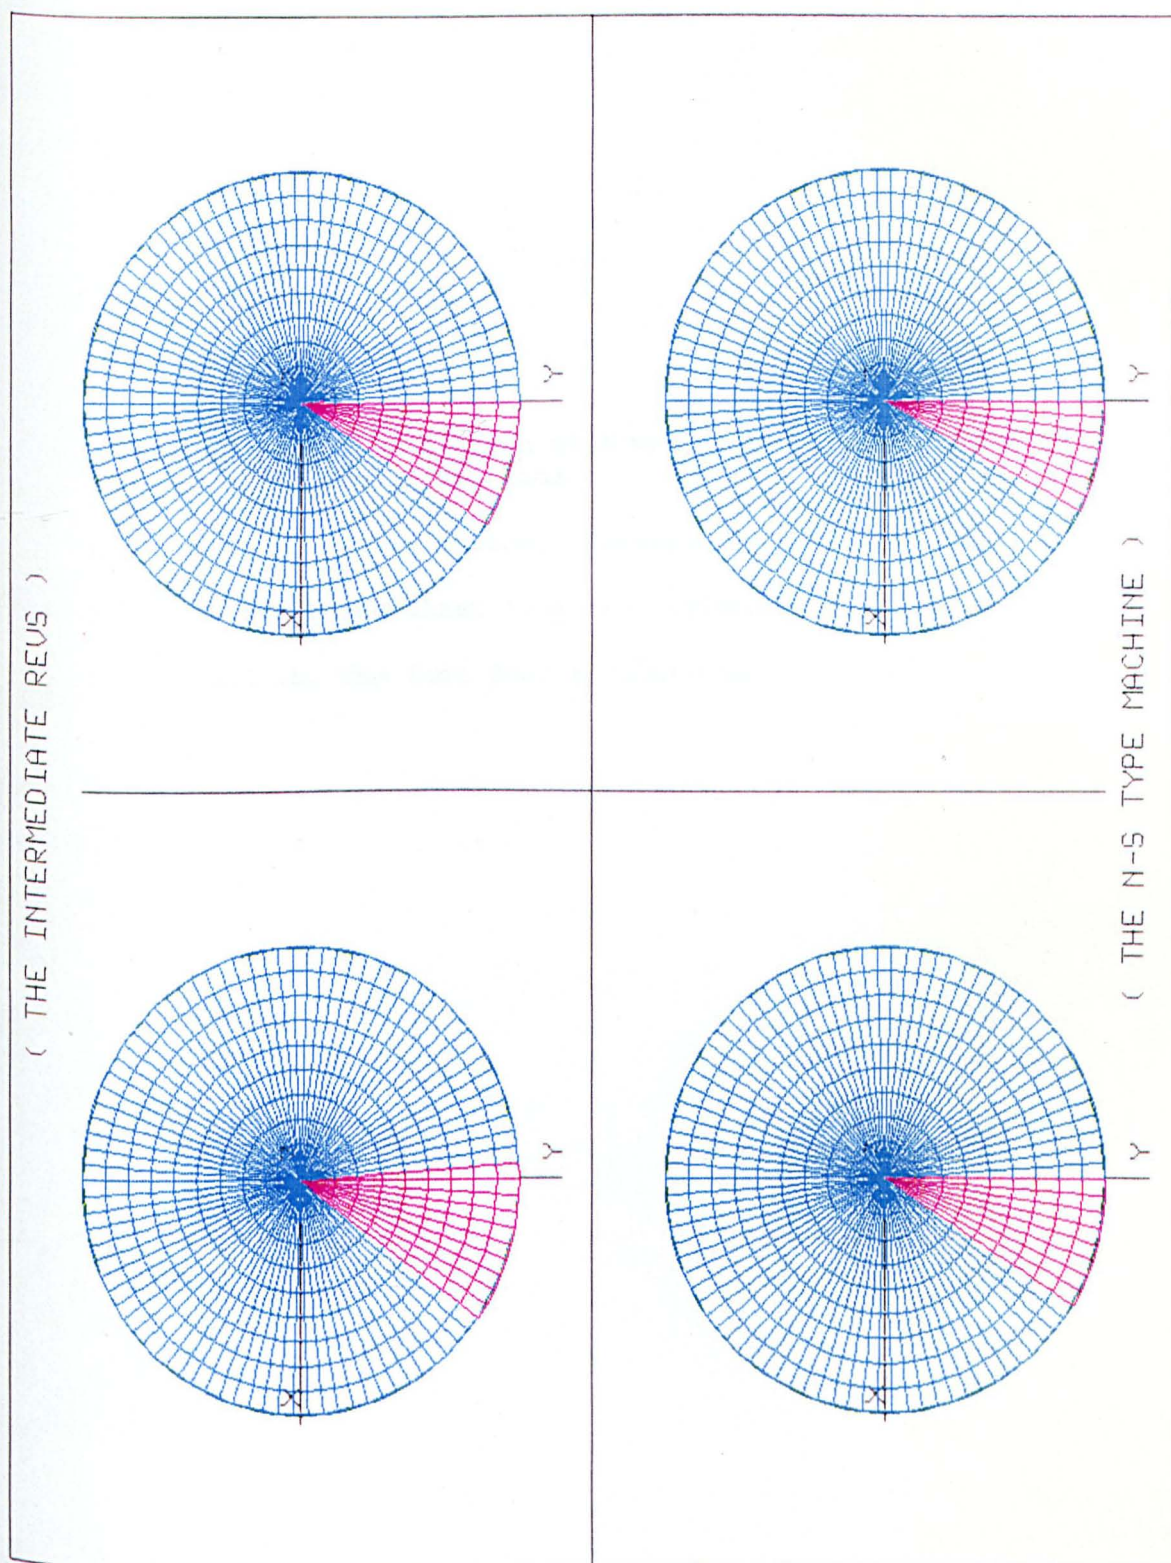 ( THE INTERMEDIATE REVS )
Y
X
Y
X
Y
X
Y
X
( THE N-S TYPE MACHINE )